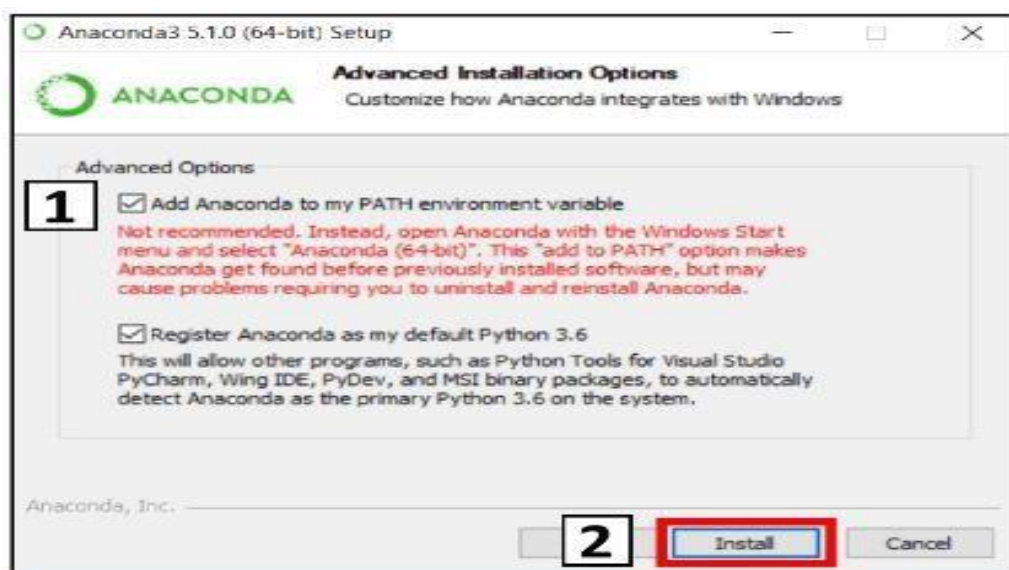 Anaconda3 5.1.0 (64-bit) Setup
ANACONDA
Advanced Installation Options
Customize how Anaconda integrates with Windows
Advanced Options
1
Add Anaconda to my PATH environment variable
Not recommended. Instead, open Anaconda with the Windows Start
menu and select "Anaconda (64-bit)". This "add to PATH" option makes
Anaconda get found before previously installed software, but may
cause problems requiring you to uninstall and reinstall Anaconda.
Register Anaconda as my default Python 3.6
This will allow other programs, such as Python Tools for Visual Studio
PyCharm, Wing IDE, PyDev, and MSI binary packages, to automatically
detect Anaconda as the primary Python 3.6 on the system.
Anaconda, Inc.
2
Install
Cancel